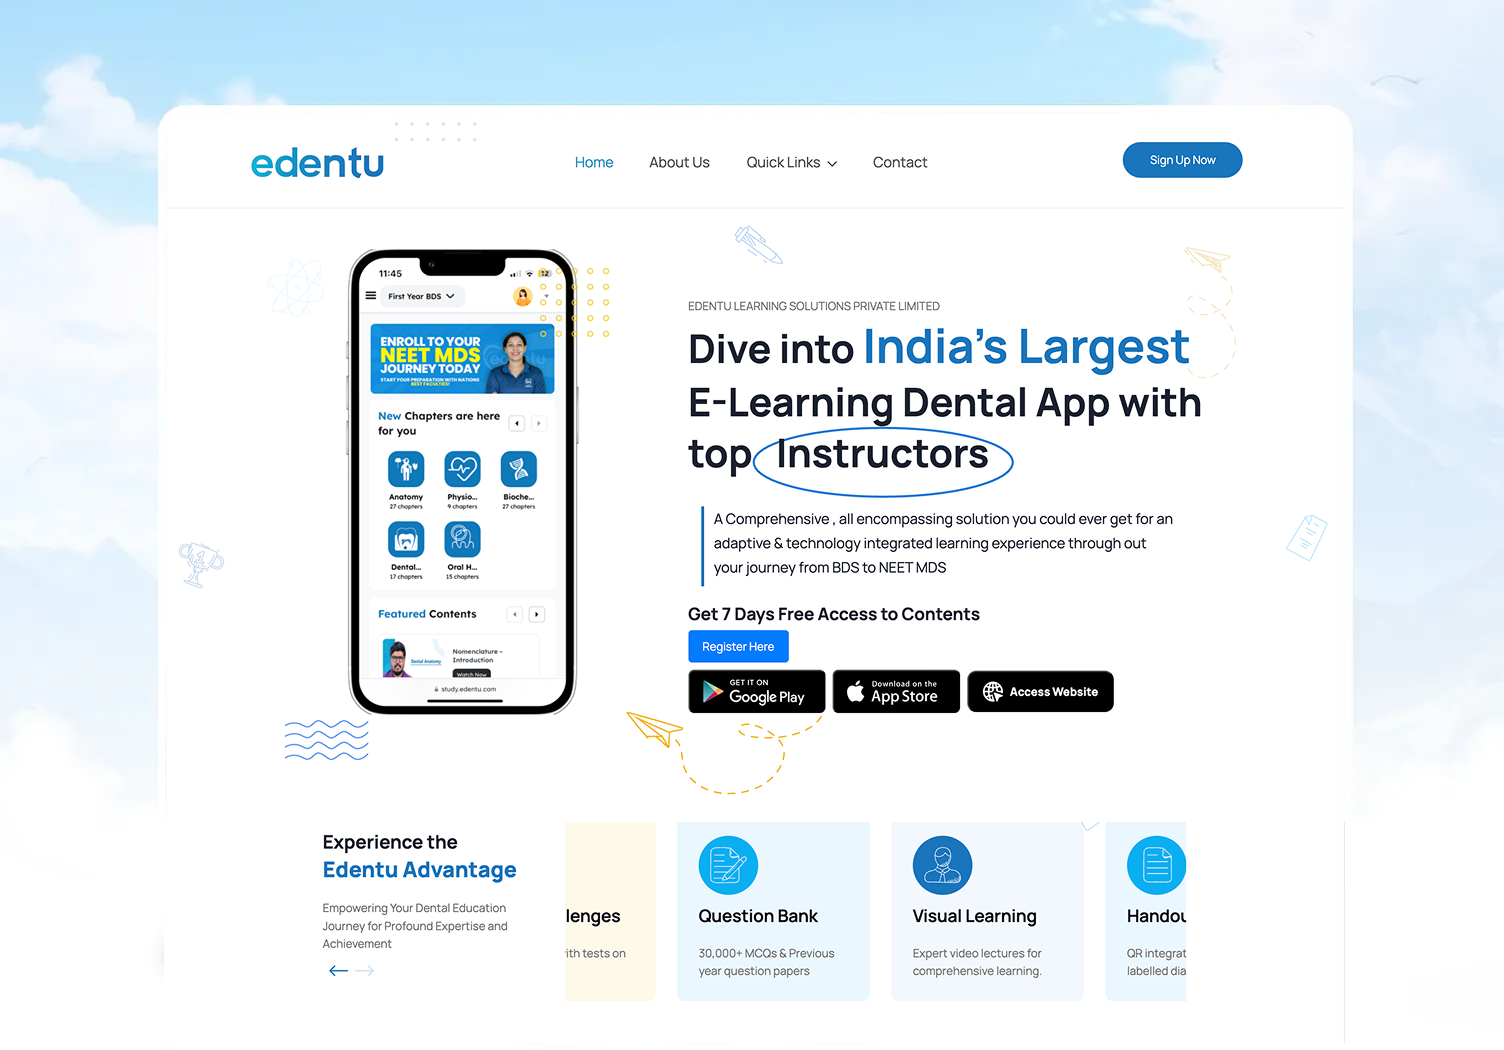 edentu
Home
About Us
Quick Links
Contact
Sign Up Now
11:45
12
First Year BDS
ENROLL TO YOUR
NEET MDS
JOURNEY TODAY
START YOUR PREPARATION WITH NATIONS
BEST FACULTIES!
New Chapters are here
for you
Anatomy
27 chapters
Physio...
9 chapters
Bioche...
27 chapters
Dental...
17 chapters
Oral H...
15 chapters
Featured Contents
Dental Anatomy
Nomenclature -
Introduction
Watch Now
study.edentu.com
EDENTU LEARNING SOLUTIONS PRIVATE LIMITED
Dive into India's Largest
E-Learning Dental App with
top Instructors
A Comprehensive , all encompassing solution you could ever get for an
adaptive & technology integrated learning experience through out
your journey from BDS to NEET MDS
Get 7 Days Free Access to Contents
Register Here
GET IT ON
Google Play
Download on the
App Store
Access Website
Experience the
Edentu Advantage
Empowering Your Dental Education
Journey for Profound Expertise and
Achievement
lenges
ith tests on
Question Bank
30,000+ MCQs & Previous
year question papers
Visual Learning
Expert video lectures for
comprehensive learning.
Handou
QR integrat
labelled dia